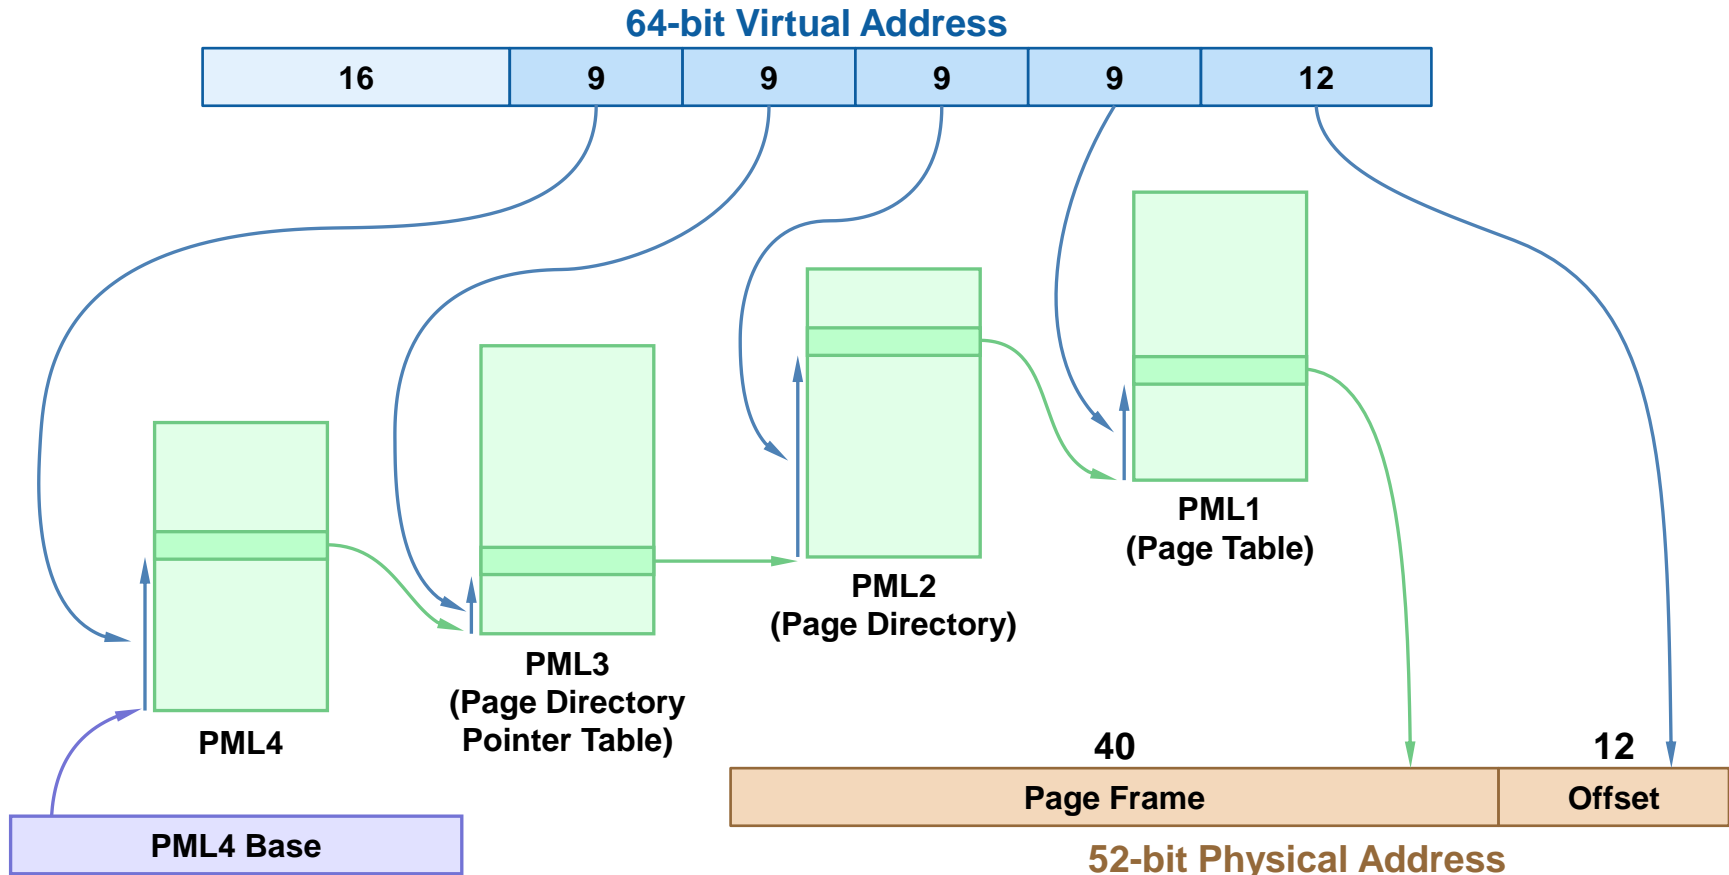 64-bit Virtual Address
16 9 9 9 9 12
PML1
(Page Table)
PML2
(Page Directory)
PML3
(Page Directory
Pointer Table)
PML4
40 12
Page Frame Offset
PML4 Base
52-bit Physical Address